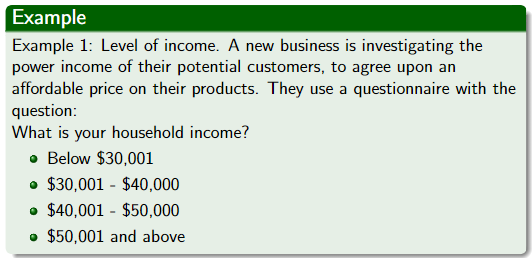 Example
Example 1: Level of income. A new business is investigating the
power income of their potential customers, to agree upon an
affordable price on their products. They use a questionnaire with the
question:
What is your household income?
Below $30,001
$30,001 - $40,000
$40,001 - $50,000
$50,001 and above